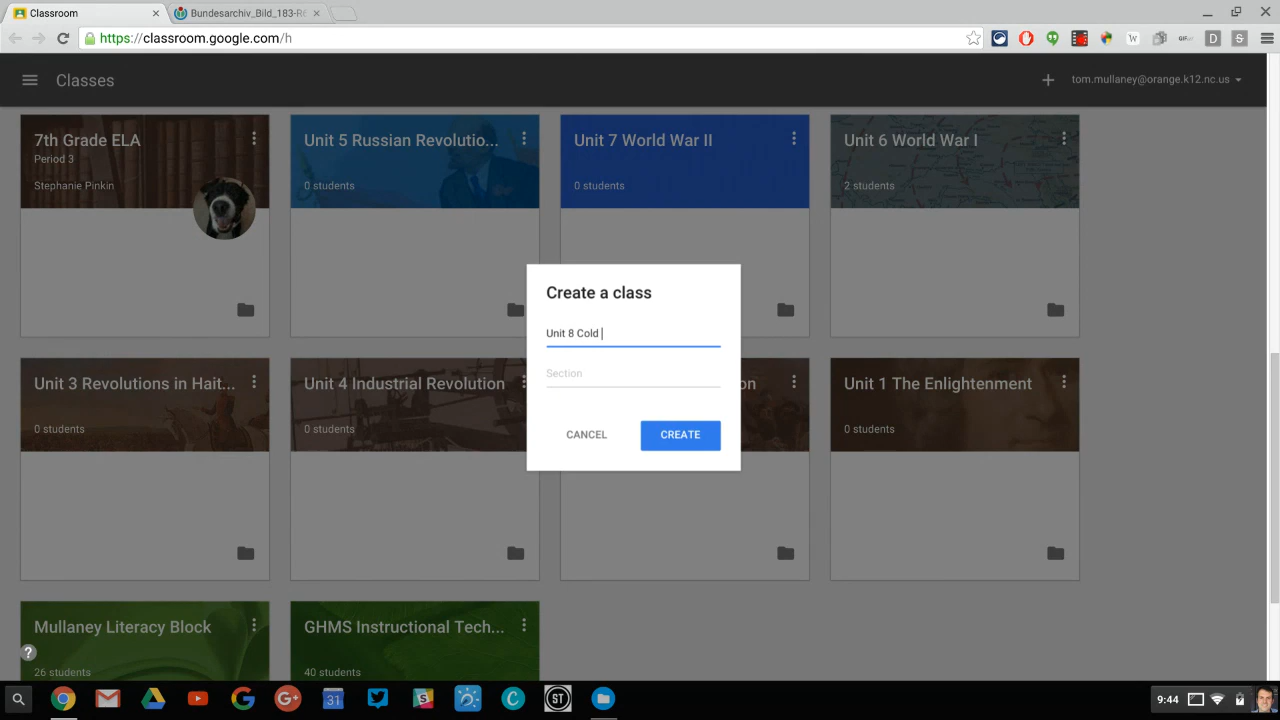 Classroom
Bundesarchiv_Bild_183-R
https://classroom.google.com/h
W
GIF
D
S
Classes
tom.mullaney@orange.k12.nc.us
7th Grade ELA
Period 3
Stephanie Pinkin
Unit 5 Russian Revolutio...
0 students
Unit 7 World War II
0 students
Unit 6 World War I
2 students
Create a class
Unit 8 Cold
Section
CANCEL
CREATE
Unit 3 Revolutions in Hait...
0 students
Unit 4 Industrial Revolution
0 students
on
Unit 1 The Enlightenment
0 students
Mullaney Literacy Block
26 students
GHMS Instructional Tech...
40 students
?
31
ST
9:44